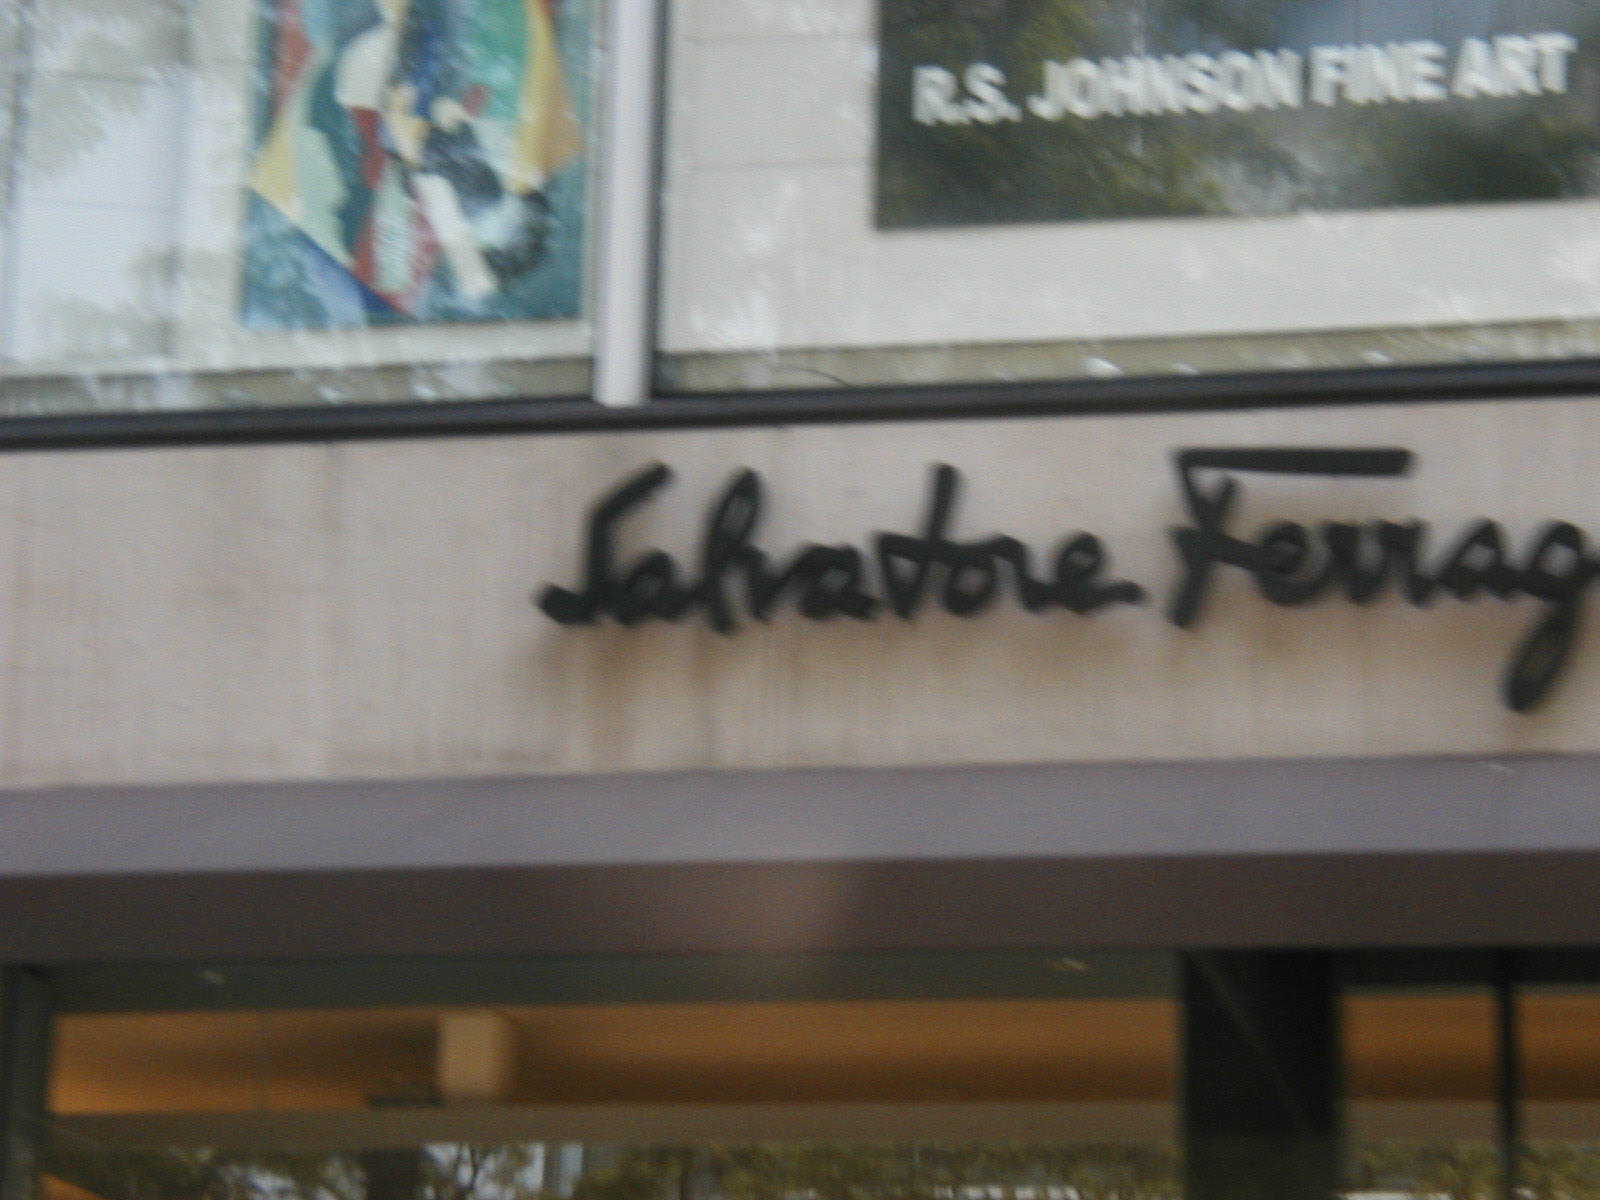 R.S. JOHNSON FINE ART
Salvatore Ferrag